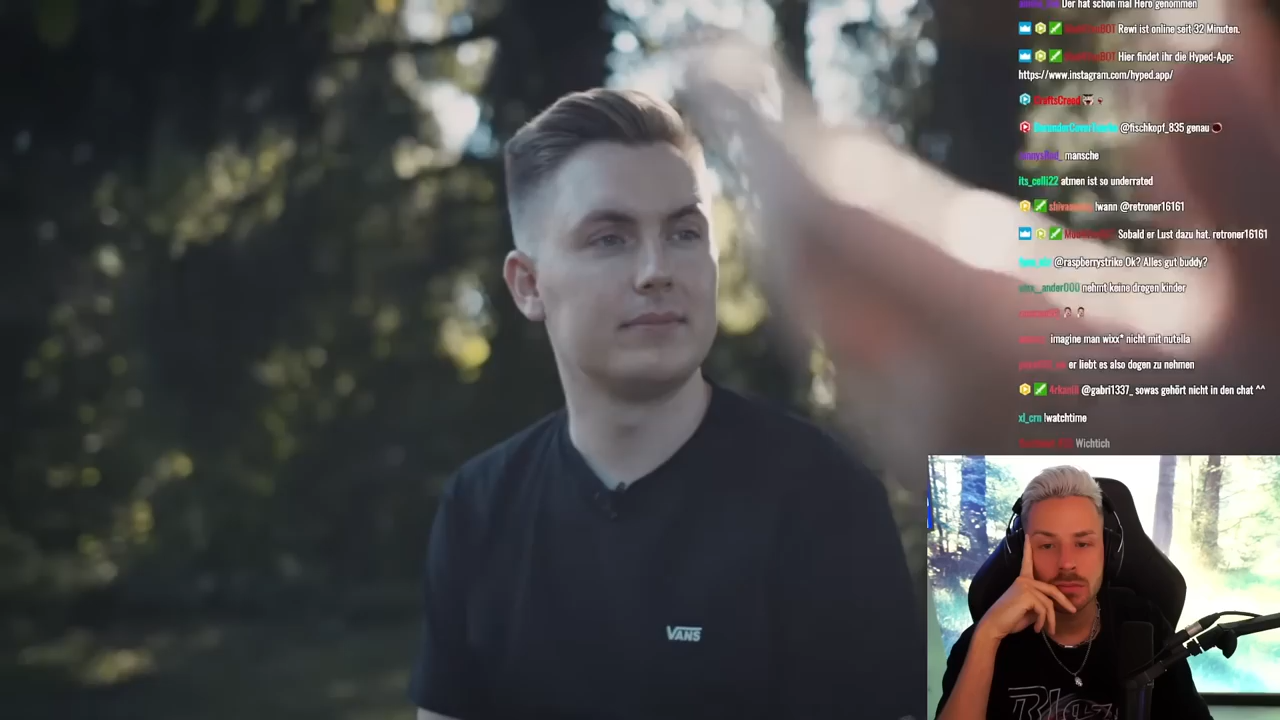 Der hat schon mal Hero genommen
Rewi ist online seit 32 Minuten.
Hier findet ihr die Hyped-App:
https://www.instagram.com/hyped.app/
@fischkopf_835 genau
mansche
its_celli22 atmen ist so underrated
!wann @retroner16161
Sobald er Lust dazu hat. retroner16161
@raspberrystrike Ok? Alles gut buddy?
nehmt keine drogen kinder
imagine man wixx* nicht mit nutella
er liebt es also dogen zu nehmen
@gabri1337_ sowas gehört nicht in den chat ^^
xl_crn !watchtime
Wichtich
VANS